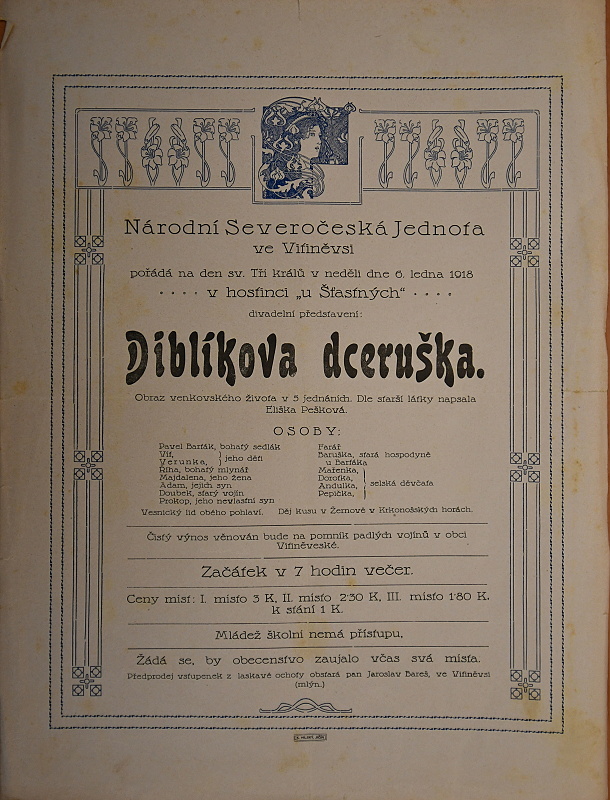 Národní Severočeská Jednota
ve Vitiněvsi
pořádá na den sv. Tří králů v neděli dne 6. ledna 1918
v hostinci „u Šťastných“
divadelní představení:
Diblíkova dceruška.
Obraz venkovského života v 5 jednáních. Dle starší látky napsala
Eliška Pešková.
OSOBY:
Pavel Barták, bohatý sedlák
Vít, } jeho děti
Verunka,
Říha, bohatý mlynář
Majdalena, jeho žena
Adam, jejich syn
Doubek, starý vojín
Prokop, jeho nevlastní syn
Farář
Baruška, stará hospodyně
u Bartáka
Mařenka,
Dorotka, } selská děvčata
Andulka,
Pepička,
Vesnický lid obého pohlaví. Děj kusu v Žernově v Krkonošských horách.
Čistý výnos věnován bude na pomník padlých vojínů v obci
Vitiněveské.
Začátek v 7 hodin večer.
Ceny míst: I. místo 3 K, II. místo 2·30 K, III. místo 1·80 K,
k stání 1 K.
Mládež školní nemá přístupu.
Žádá se, by obecenstvo zaujalo včas svá místa.
Předprodej vstupenek z laskavé ochoty obstará pan Jaroslav Bareš, ve Vitiněvsi
(mlýn.)